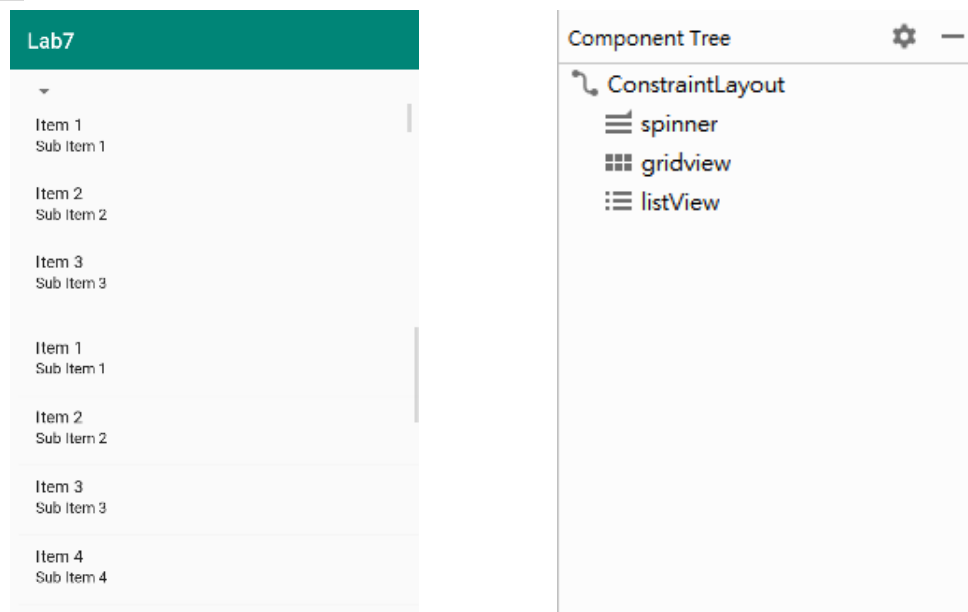 Lab7
Item 1
Sub Item 1
Item 2
Sub Item 2
Item 3
Sub Item 3
Item 1
Sub Item 1
Item 2
Sub Item 2
Item 3
Sub Item 3
Item 4
Sub Item 4
Component Tree
ConstraintLayout
spinner
gridview
listView